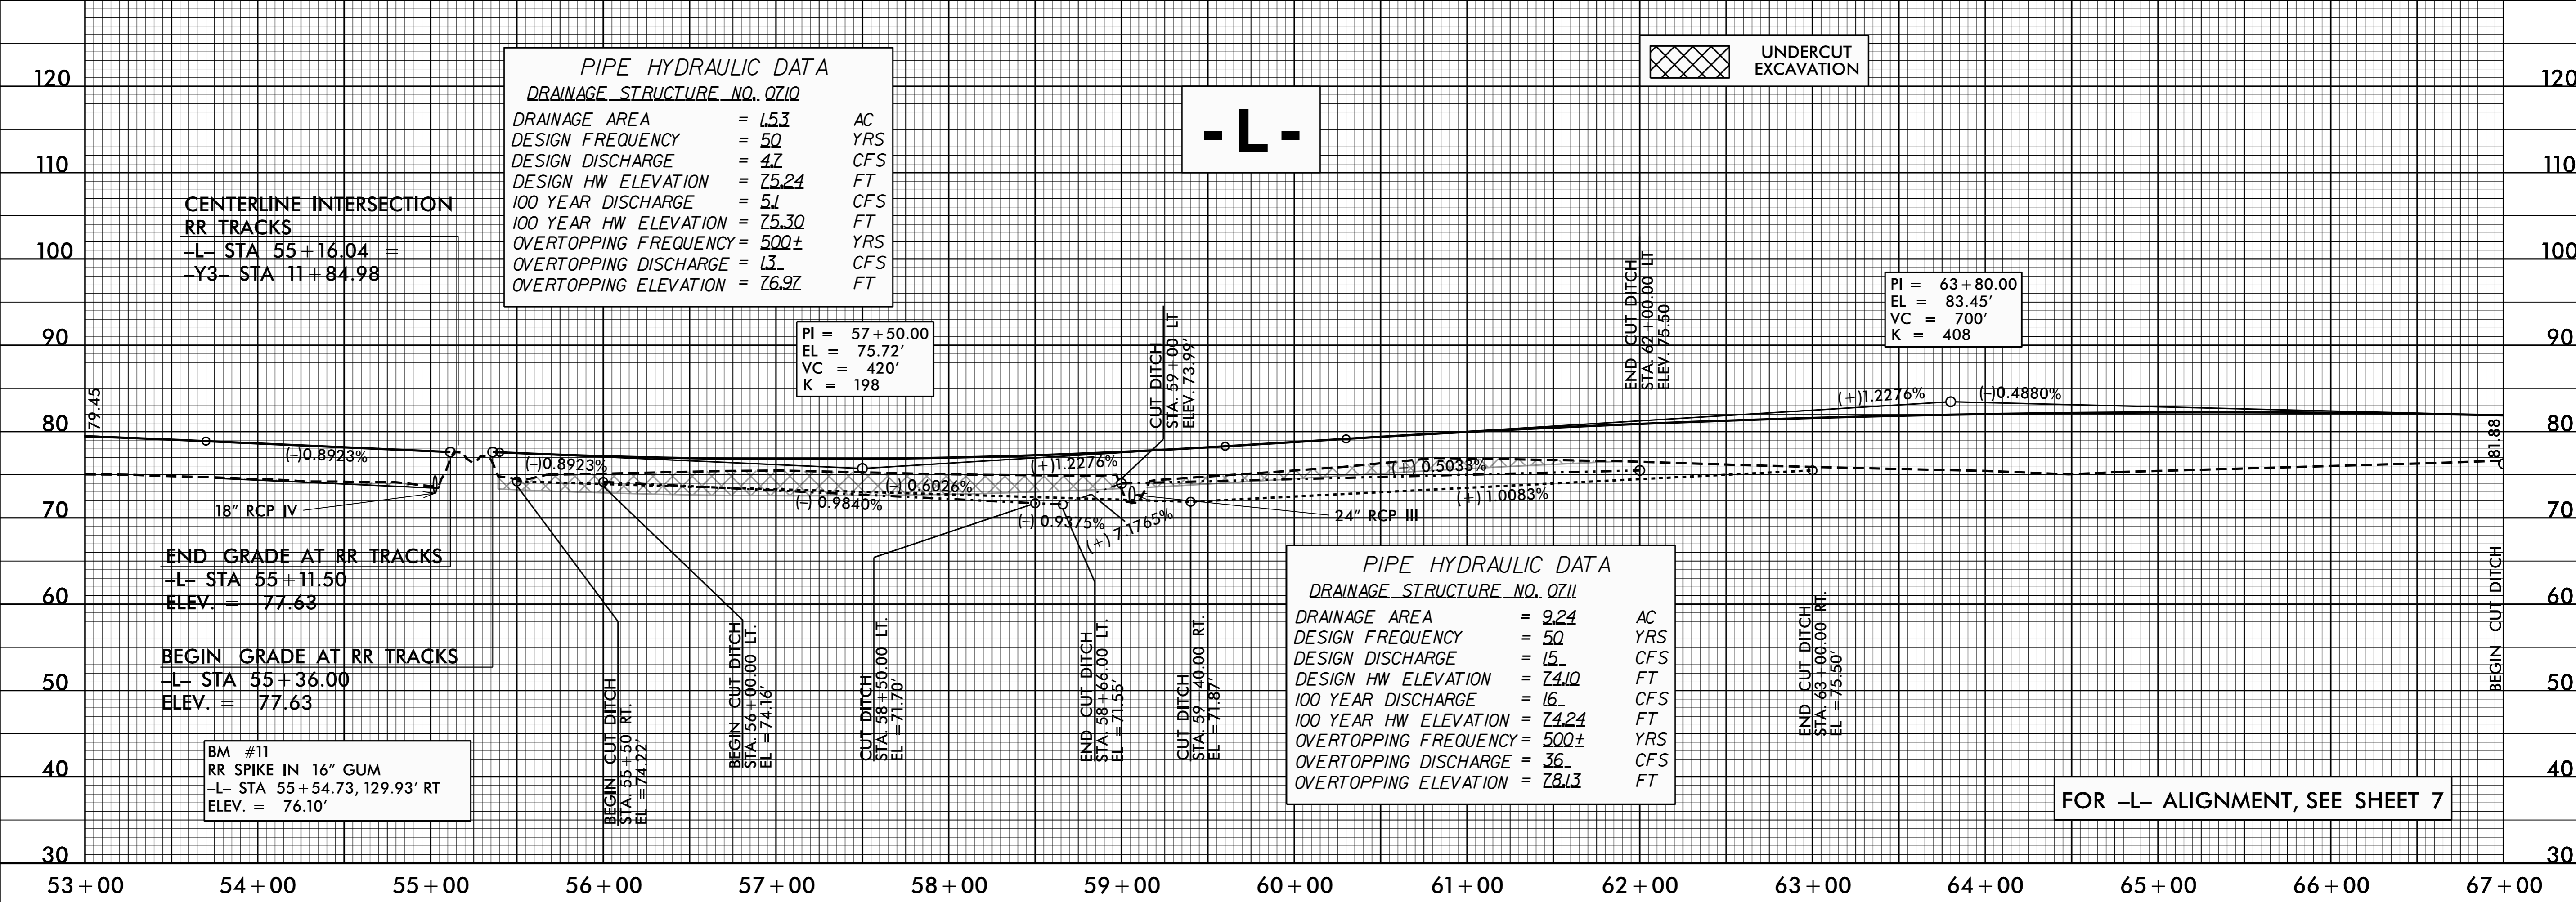 PIPE HYDRAULIC DATA
DRAINAGE STRUCTURE NO. 0710
DRAINAGE AREA = 1.53 AC
DESIGN FREQUENCY = 50 YRS
DESIGN DISCHARGE = 4.7 CFS
DESIGN HW ELEVATION = 75.24 FT
100 YEAR DISCHARGE = 5.1 CFS
100 YEAR HW ELEVATION = 75.30 FT
OVERTOPPING FREQUENCY = 500± YRS
OVERTOPPING DISCHARGE = 13 CFS
OVERTOPPING ELEVATION = 76.97 FT
UNDERCUT
EXCAVATION
-L-
120
110
100
90
80
70
60
50
40
30
120
110
100
90
80
70
60
50
40
30
CENTERLINE INTERSECTION
RR TRACKS
-L- STA 55+16.04 =
-Y3- STA 11+84.98
PI = 57+50.00
EL = 75.72'
VC = 420'
K = 198
PI = 63+80.00
EL = 83.45'
VC = 700'
K = 408
CUT DITCH
STA. 59+00 LT
ELEV. 73.99'
END CUT DITCH
STA. 62+00.00 LT
ELEV. 75.50
79.45
(-)0.8923%
(-)0.8923%
(+)1.2276%
(+)1.2276%
(-)0.4880%
(+) 0.5033%
(-)0.6026%
(-) 0.9840%
(-) 0.9375%
(+) 7.1765%
(+) 1.0083%
81.88
18" RCP IV
24" RCP III
END GRADE AT RR TRACKS
-L- STA 55+11.50
ELEV. = 77.63
BEGIN GRADE AT RR TRACKS
-L- STA 55+36.00
ELEV. = 77.63
BM #11
RR SPIKE IN 16" GUM
-L- STA 55+54.73, 129.93' RT
ELEV. = 76.10'
BEGIN CUT DITCH
STA. 55+50 RT.
EL =74.22'
BEGIN CUT DITCH
STA. 56+00.00 LT.
EL =74.16'
CUT DITCH
STA. 58+50.00 LT.
EL =71.70'
END CUT DITCH
STA. 58+66.00 LT.
EL =71.55'
CUT DITCH
STA. 59+40.00 RT.
EL =71.87'
PIPE HYDRAULIC DATA
DRAINAGE STRUCTURE NO. 0711
DRAINAGE AREA = 9.24 AC
DESIGN FREQUENCY = 50 YRS
DESIGN DISCHARGE = 15 CFS
DESIGN HW ELEVATION = 74.10 FT
100 YEAR DISCHARGE = 16 CFS
100 YEAR HW ELEVATION = 74.24 FT
OVERTOPPING FREQUENCY = 500± YRS
OVERTOPPING DISCHARGE = 36 CFS
OVERTOPPING ELEVATION = 78.13 FT
END CUT DITCH
STA. 63+00.00 RT.
EL =75.50'
BEGIN CUT DITCH
FOR -L- ALIGNMENT, SEE SHEET 7
53+00 54+00 55+00 56+00 57+00 58+00 59+00 60+00 61+00 62+00 63+00 64+00 65+00 66+00 67+00